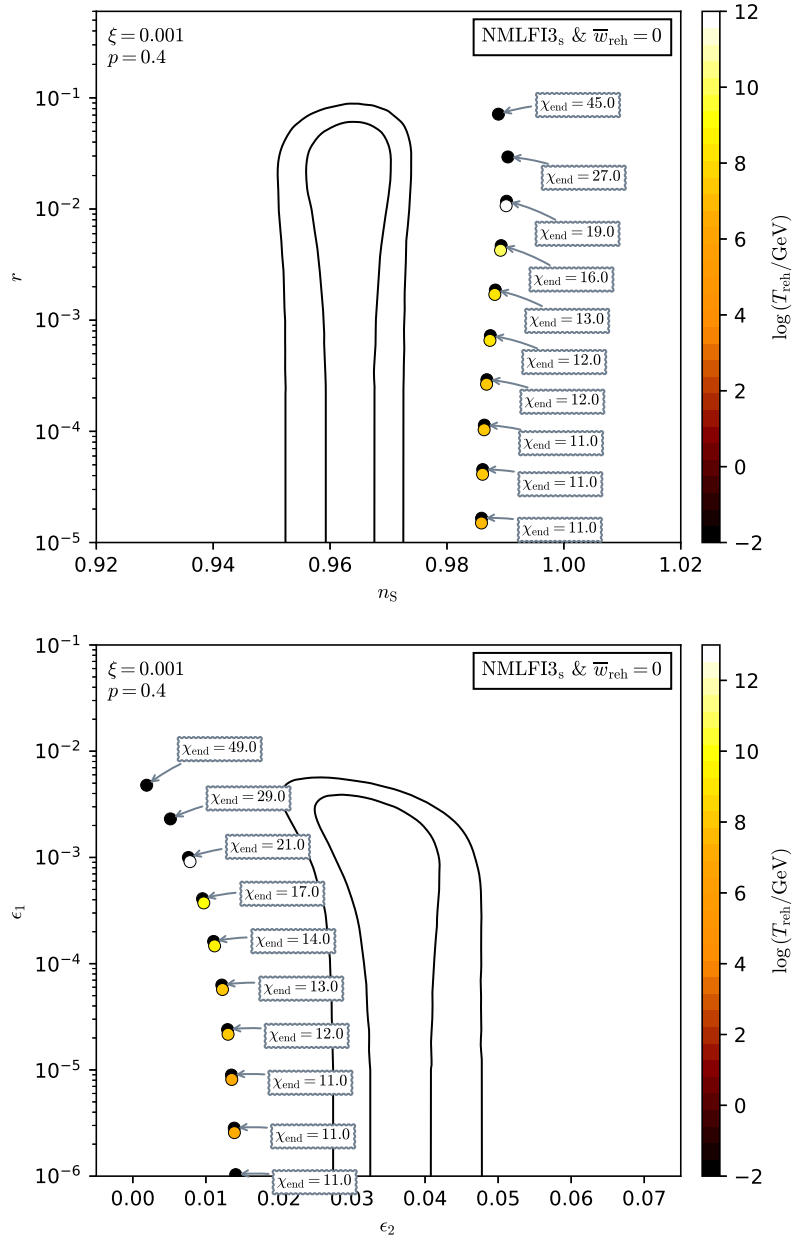 ξ = 0.001
p = 0.4
NMLFI3s & w̅reh = 0
χend = 45.0
χend = 27.0
χend = 19.0
χend = 16.0
χend = 13.0
χend = 12.0
χend = 12.0
χend = 11.0
χend = 11.0
χend = 11.0
10⁻¹
10⁻²
10⁻³
10⁻⁴
10⁻⁵
r
0.92 0.94 0.96 0.98 1.00 1.02
nS
12
10
8
6
4
2
0
−2
log (Treh/GeV)
ξ = 0.001
p = 0.4
NMLFI3s & w̅reh = 0
χend = 49.0
χend = 29.0
χend = 21.0
χend = 17.0
χend = 14.0
χend = 13.0
χend = 12.0
χend = 11.0
χend = 11.0
χend = 11.0
10⁻¹
10⁻²
10⁻³
10⁻⁴
10⁻⁵
10⁻⁶
ϵ1
0.00 0.01 0.02 0.03 0.04 0.05 0.06 0.07
ϵ2
12
10
8
6
4
2
0
−2
log (Treh/GeV)